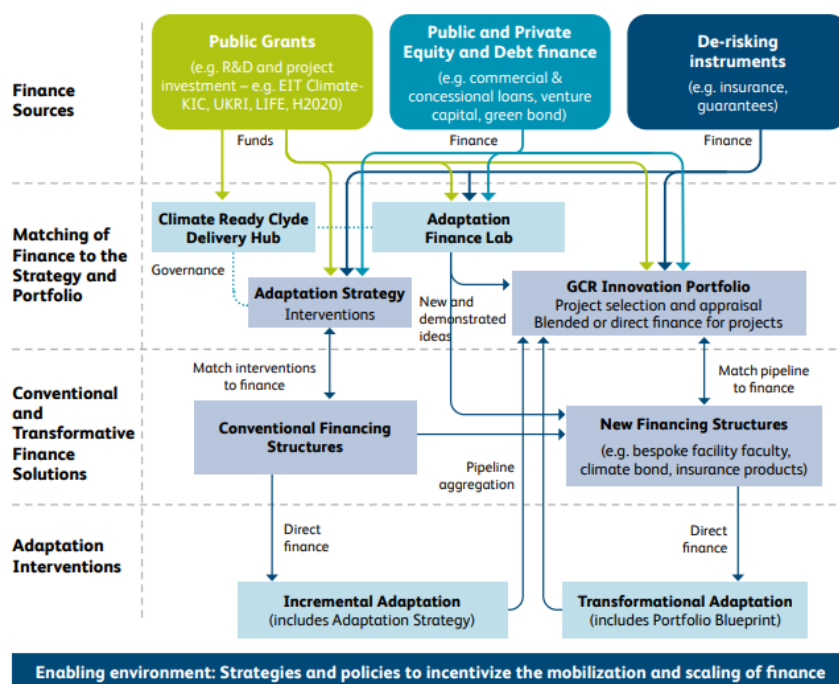 Finance
Sources
Public Grants
(e.g. R&D and project
investment – e.g. EIT Climate-
KIC, UKRI, LIFE, H2020)
Public and Private
Equity and Debt finance
(e.g. commercial &
concessional loans, venture
capital, green bond)
De-risking
instruments
(e.g. insurance,
guarantees)
Funds
Finance
Finance
Matching of
Finance to the
Strategy and
Portfolio
Climate Ready Clyde
Delivery Hub
Adaptation
Finance Lab
Governance
Adaptation Strategy
Interventions
New and
demonstrated
ideas
GCR Innovation Portfolio
Project selection and appraisal
Blended or direct finance for projects
Match interventions
to finance
Match pipeline
to finance
Conventional
and
Transformative
Finance
Solutions
Conventional Financing
Structures
New Financing Structures
(e.g. bespoke facility faculty,
climate bond, insurance products)
Pipeline
aggregation
Adaptation
Interventions
Direct
finance
Direct
finance
Incremental Adaptation
(includes Adaptation Strategy)
Transformational Adaptation
(includes Portfolio Blueprint)
Enabling environment: Strategies and policies to incentivize the mobilization and scaling of finance